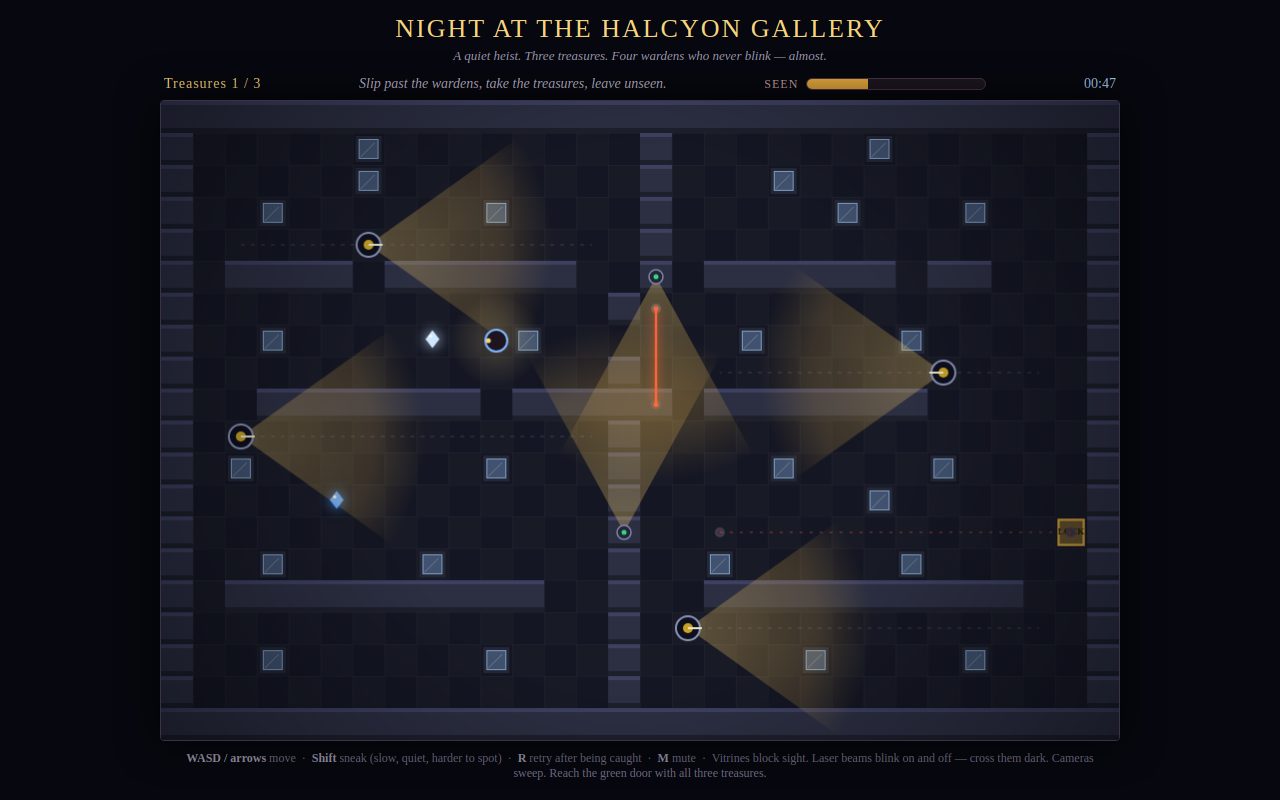 NIGHT AT THE HALCYON GALLERY
A quiet heist. Three treasures. Four wardens who never blink — almost.
Treasures 1 / 3
Slip past the wardens, take the treasures, leave unseen.
SEEN
00:47
WASD / arrows move · Shift sneak (slow, quiet, harder to spot) · R retry after being caught · M mute · Vitrines block sight. Laser beams blink on and off — cross them dark. Cameras
sweep. Reach the green door with all three treasures.